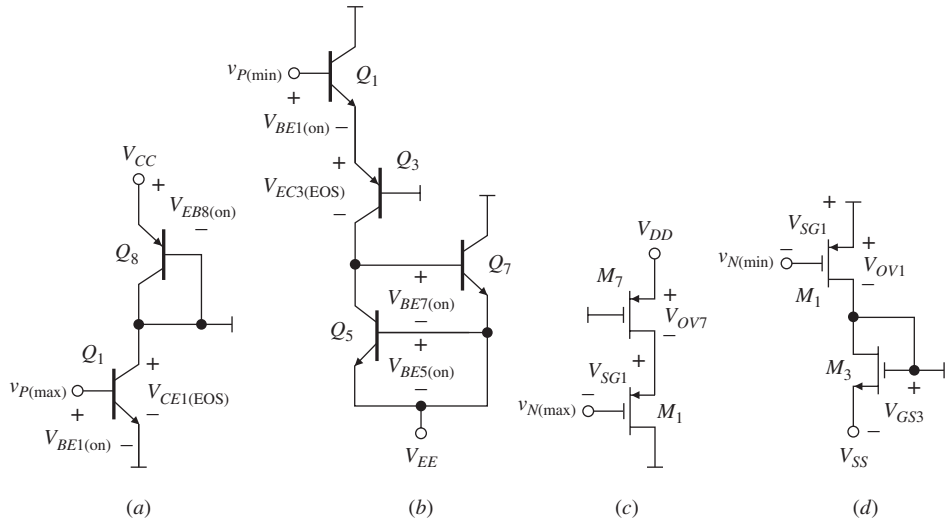 V_CC
+
V_EB8(on)
−
Q_8
Q_1
v_P(max)
+
V_CE1(EOS)
−
+
V_BE1(on)
−
(a)
v_P(min)
Q_1
+
V_BE1(on)
−
+
Q_3
V_EC3(EOS)
−
Q_7
+
V_BE7(on)
−
Q_5
+
V_BE5(on)
−
V_EE
(b)
V_DD
M_7
+
V_OV7
−
+
V_SG1
−
v_N(max)
M_1
(c)
+
V_SG1
−
v_N(min)
+
V_OV1
−
M_1
M_3
+
V_GS3
−
V_SS
(d)